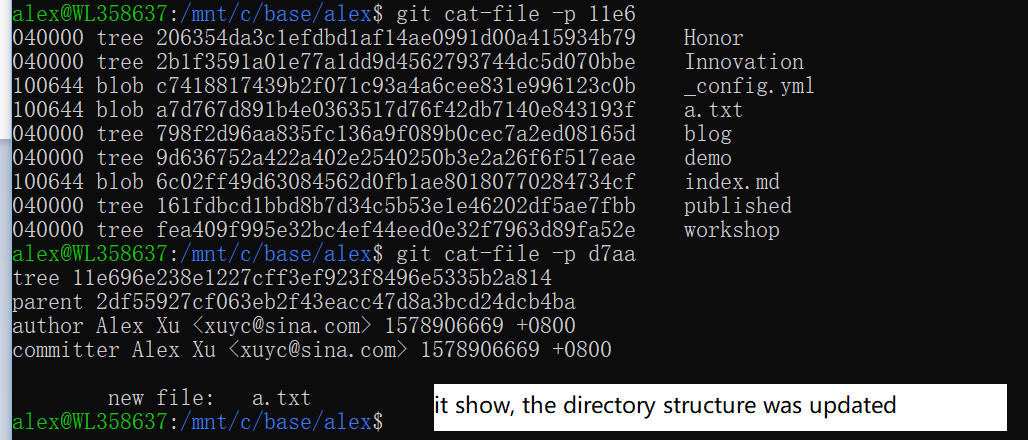 alex@WL358637:/mnt/c/base/alex$ git cat-file -p 11e6
040000 tree 206354da3c1efdbd1af14ae0991d00a415934b79    Honor
040000 tree 2b1f3591a01e77a1dd9d4562793744dc5d070bbe    Innovation
100644 blob c7418817439b2f071c93a4a6cee831e996123c0b    _config.yml
100644 blob a7d767d891b4e0363517d76f42db7140e843193f    a.txt
040000 tree 798f2d96aa835fc136a9f089b0cec7a2ed08165d    blog
040000 tree 9d636752a422a402e2540250b3e2a26f6f517eae    demo
100644 blob 6c02ff49d63084562d0fb1ae80180770284734cf    index.md
040000 tree 161fdbcd1bbd8b7d34c5b53e1e46202df5ae7fbb    published
040000 tree fea409f995e32bc4ef44eed0e32f7963d89fa52e    workshop
alex@WL358637:/mnt/c/base/alex$ git cat-file -p d7aa
tree 11e696e238e1227cff3ef923f8496e5335b2a814
parent 2df55927cf063eb2f43eacc47d8a3bcd24dcb4ba
author Alex Xu <xuyc@sina.com> 1578906669 +0800
committer Alex Xu <xuyc@sina.com> 1578906669 +0800
new file:   a.txt
it show, the directory structure was updated
alex@WL358637:/mnt/c/base/alex$